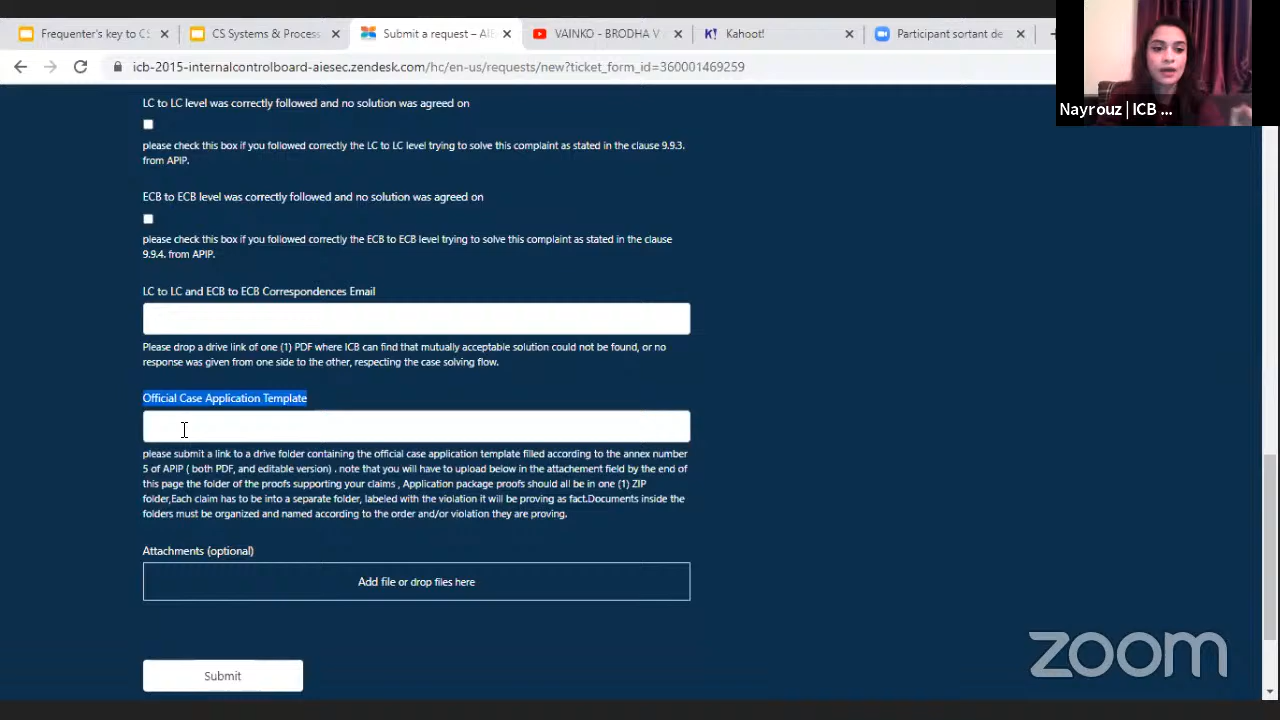 Frequenter's key to CS
CS Systems & Process
Submit a request – AIE
VAINKO - BRODHA V
K! Kahoot!
Participant sortant de
icb-2015-internalcontrolboard-aiesec.zendesk.com/hc/en-us/requests/new?ticket_form_id=360001469259
Nayrouz | ICB ...
LC to LC level was correctly followed and no solution was agreed on
please check this box if you followed correctly the LC to LC level trying to solve this complaint as stated in the clause 9.9.3.
from APIP.
ECB to ECB level was correctly followed and no solution was agreed on
please check this box if you followed correctly the ECB to ECB level trying to solve this complaint as stated in the clause
9.9.4. from APIP.
LC to LC and ECB to ECB Correspondences Email
Please drop a drive link of one (1) PDF where ICB can find that mutually acceptable solution could not be found, or no
response was given from one side to the other, respecting the case solving flow.
Official Case Application Template
please submit a link to a drive folder containing the official case application template filled according to the annex number
5 of APIP ( both PDF, and editable version) . note that you will have to upload below in the attachement field by the end of
this page the folder of the proofs supporting your claims , Application package proofs should all be in one (1) ZIP
folder,Each claim has to be into a separate folder, labeled with the violation it will be proving as fact.Documents inside the
folders must be organized and named according to the order and/or violation they are proving.
Attachments (optional)
Add file or drop files here
Submit
zoom